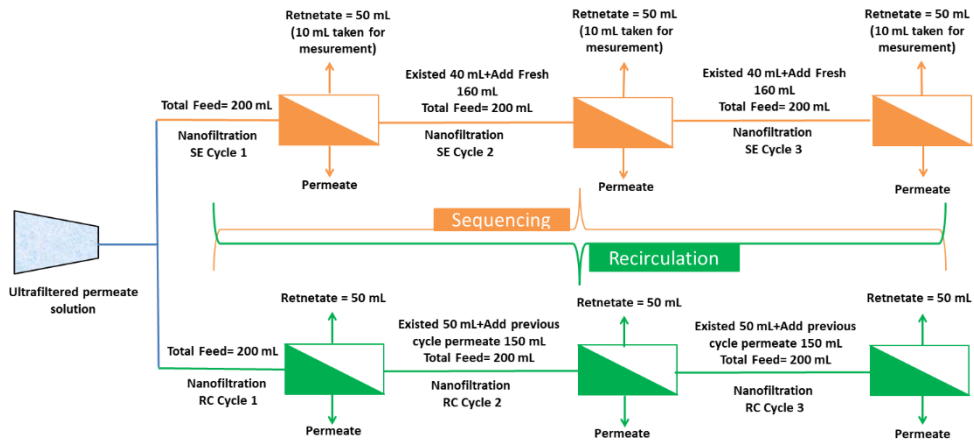 Retnetate = 50 mL
(10 mL taken for
mesurement)
Retnetate = 50 mL
(10 mL taken for
mesurement)
Retnetate = 50 mL
(10 mL taken for
mesurement)
Total Feed= 200 mL
Nanofiltration
SE Cycle 1
Existed 40 mL+Add Fresh
160 mL
Total Feed= 200 mL
Nanofiltration
SE Cycle 2
Existed 40 mL+Add Fresh
160 mL
Total Feed= 200 mL
Nanofiltration
SE Cycle 3
Permeate
Permeate
Permeate
Sequencing
Recirculation
Ultrafiltered permeate
solution
Retnetate = 50 mL
Retnetate = 50 mL
Retnetate = 50 mL
Total Feed= 200 mL
Nanofiltration
RC Cycle 1
Existed 50 mL+Add previous
cycle permeate 150 mL
Total Feed= 200 mL
Nanofiltration
RC Cycle 2
Existed 50 mL+Add previous
cycle permeate 150 mL
Total Feed= 200 mL
Nanofiltration
RC Cycle 3
Permeate
Permeate
Permeate